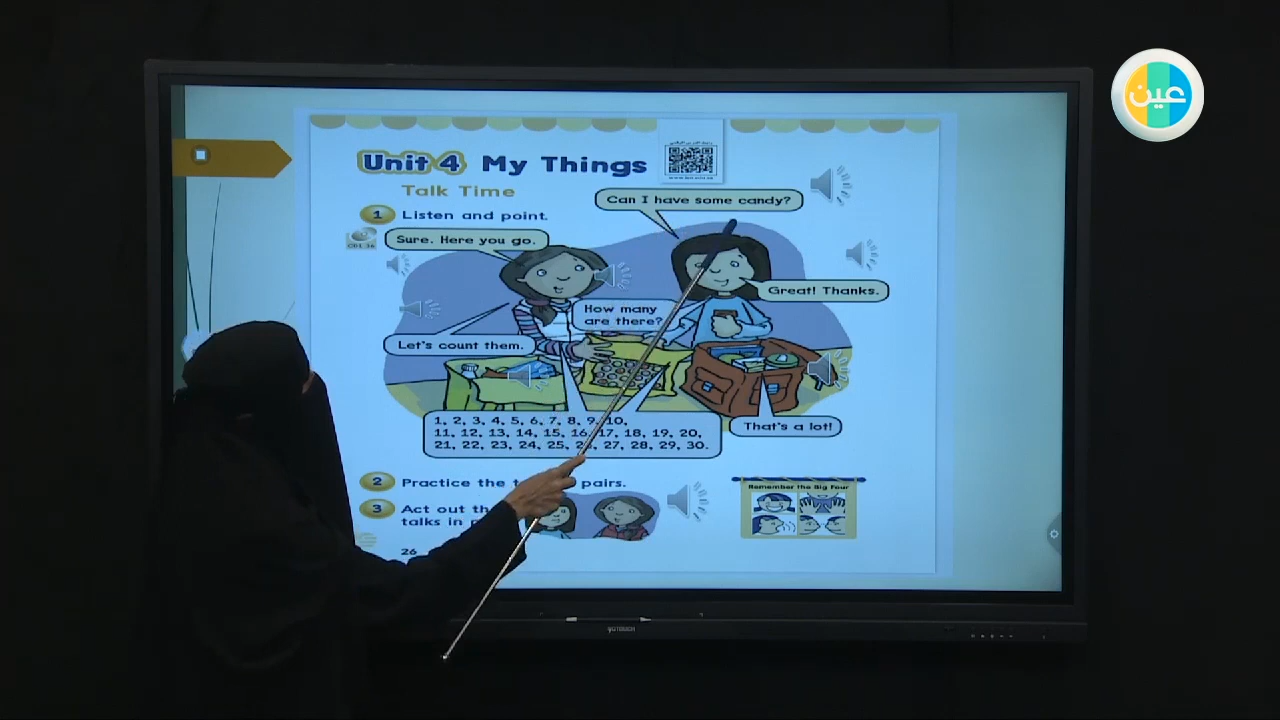 عين
Unit 4 My Things
Talk Time
1 Listen and point.
Can I have some candy?
Sure. Here you go.
Great! Thanks.
How many
are there?
Let's count them.
1, 2, 3, 4, 5, 6, 7, 8, 9, 10,
11, 12, 13, 14, 15, 16, 17, 18, 19, 20,
21, 22, 23, 24, 25, 26, 27, 28, 29, 30.
That's a lot!
2 Practice the pairs.
Remember the Big Four
3 Act out
talks in
26